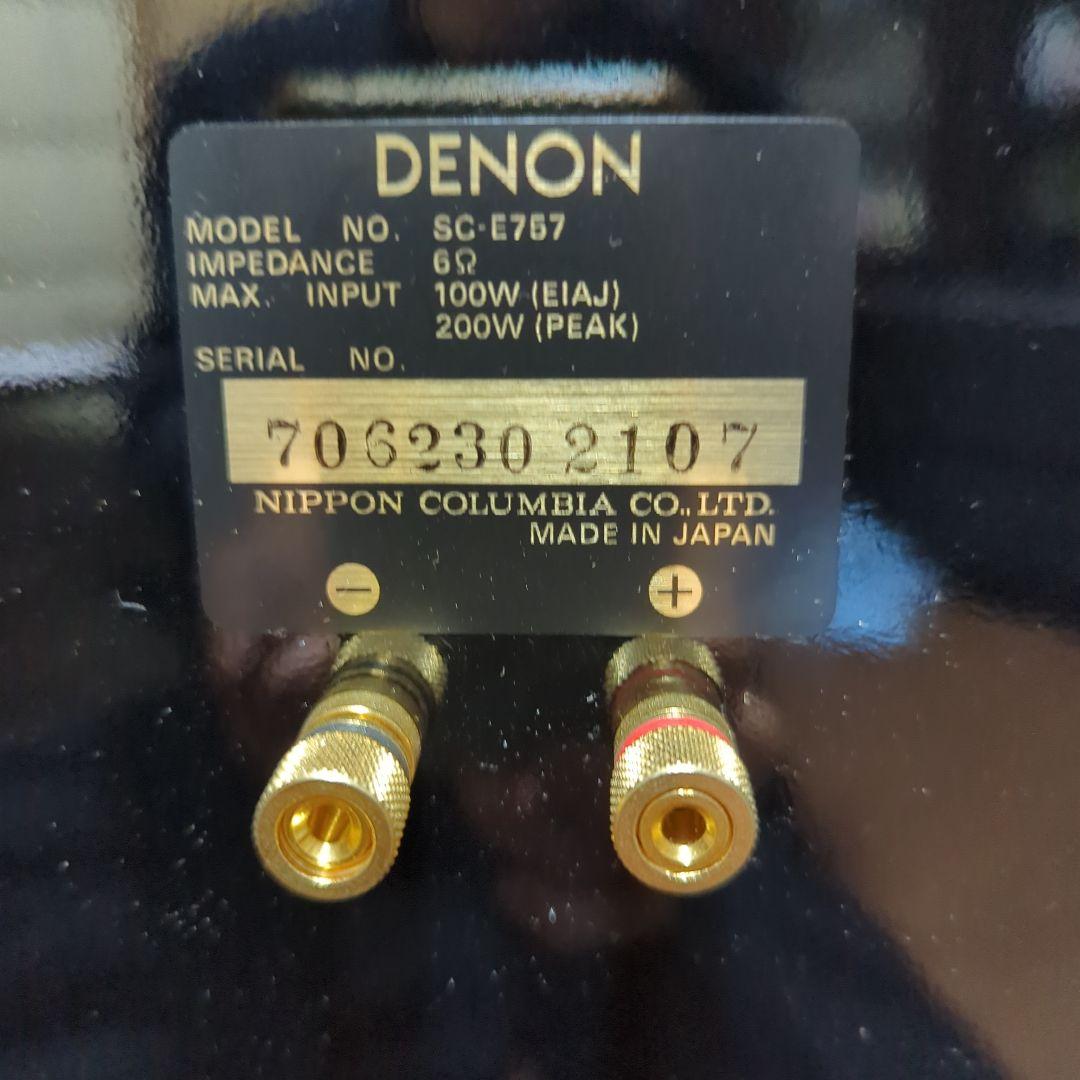 DENON
MODEL NO. SC-E757
IMPEDANCE 6Ω
MAX. INPUT 100W (EIAJ)
200W (PEAK)
SERIAL NO.
706230 2107
NIPPON COLUMBIA CO.,LTD.
MADE IN JAPAN
− +